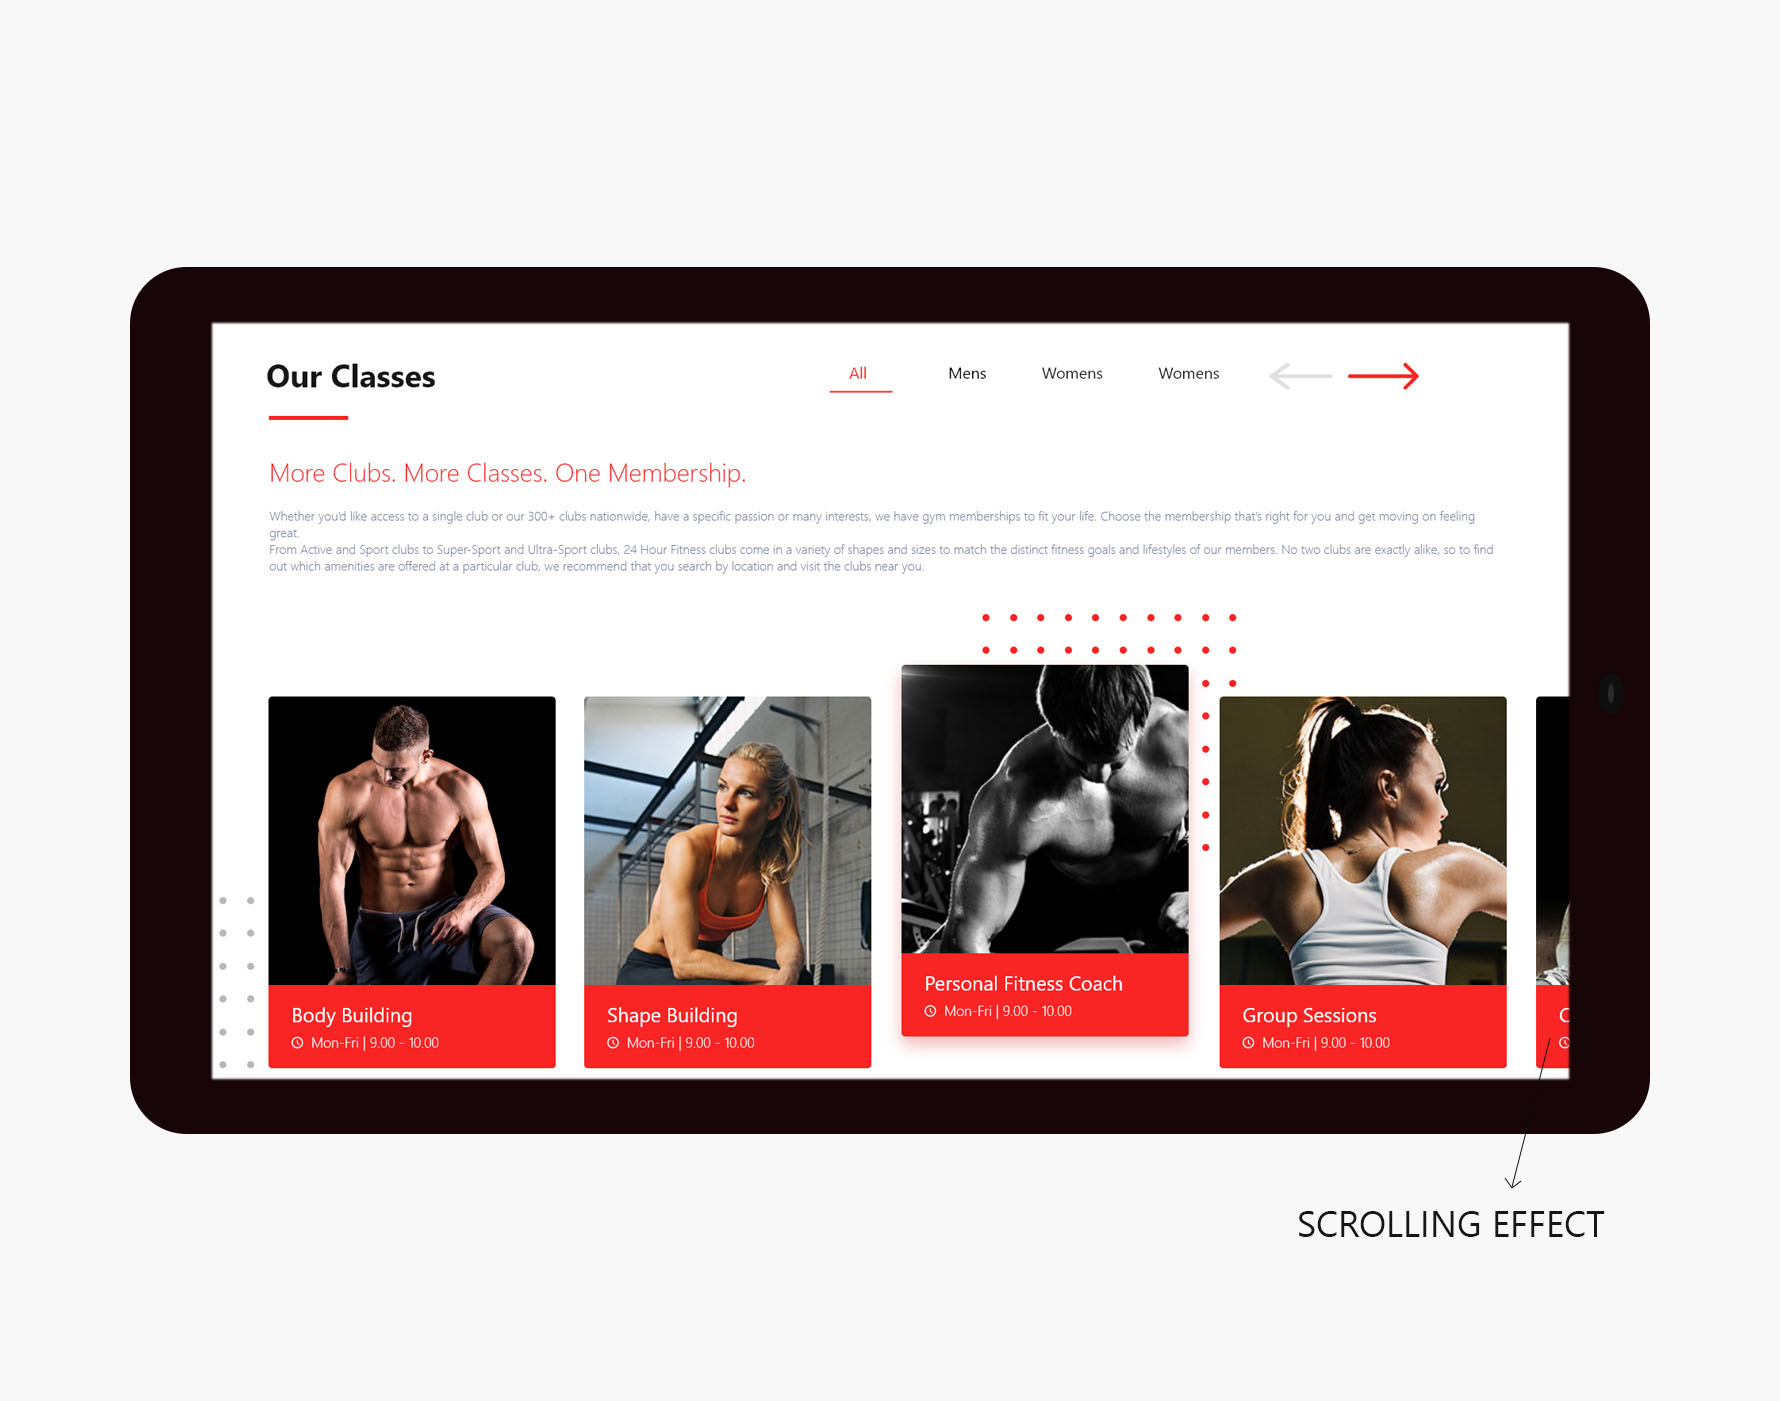 Our Classes
All
Mens
Womens
Womens
More Clubs. More Classes. One Membership.
Whether you'd like access to a single club or our 300+ clubs nationwide, have a specific passion or many interests, we have gym memberships to fit your life. Choose the membership that's right for you and get moving on feeling
great.
From Active and Sport clubs to Super-Sport and Ultra-Sport clubs, 24 Hour Fitness clubs come in a variety of shapes and sizes to match the distinct fitness goals and lifestyles of our members. No two clubs are exactly alike, so to find
out which amenities are offered at a particular club, we recommend that you search by location and visit the clubs near you.
Body Building
Mon-Fri | 9.00 - 10.00
Shape Building
Mon-Fri | 9.00 - 10.00
Personal Fitness Coach
Mon-Fri | 9.00 - 10.00
Group Sessions
Mon-Fri | 9.00 - 10.00
SCROLLING EFFECT